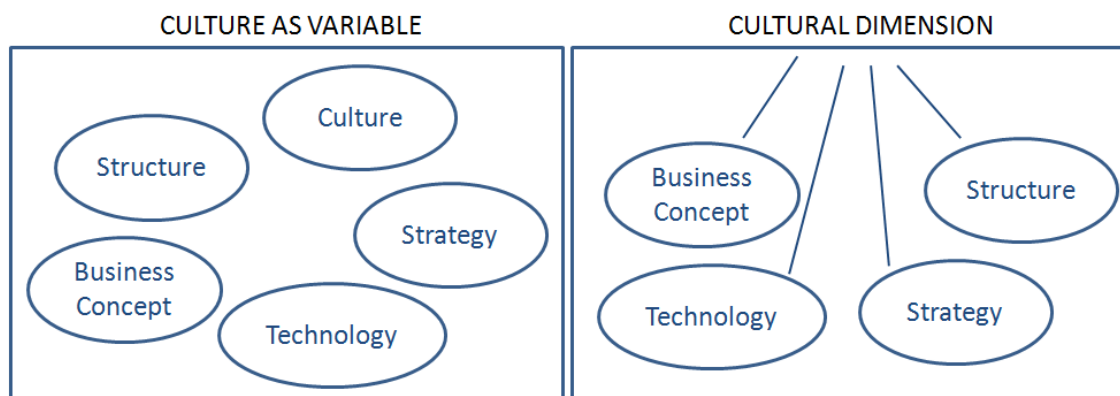 CULTURE AS VARIABLE
Culture
Structure
Strategy
Business
Concept
Technology
CULTURAL DIMENSION
Business
Concept
Structure
Technology
Strategy